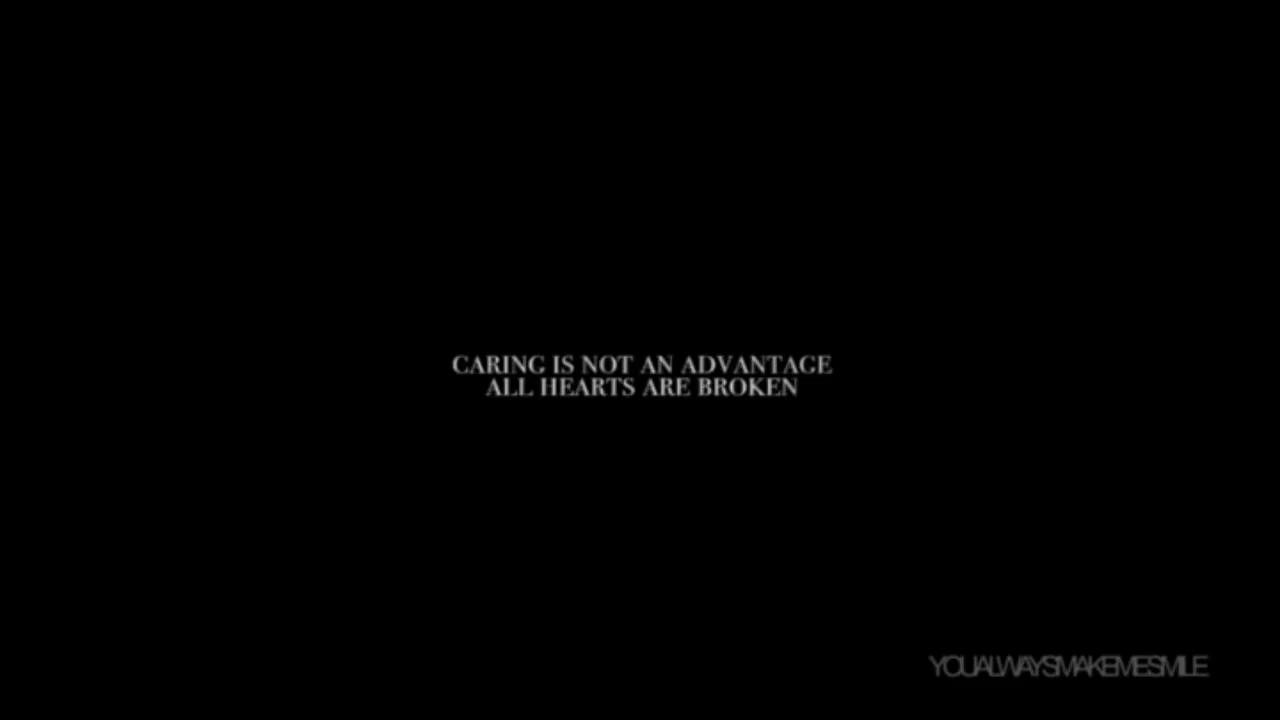 CARING IS NOT AN ADVANTAGE
ALL HEARTS ARE BROKEN
YOUALWAYSMAKEMESMILE